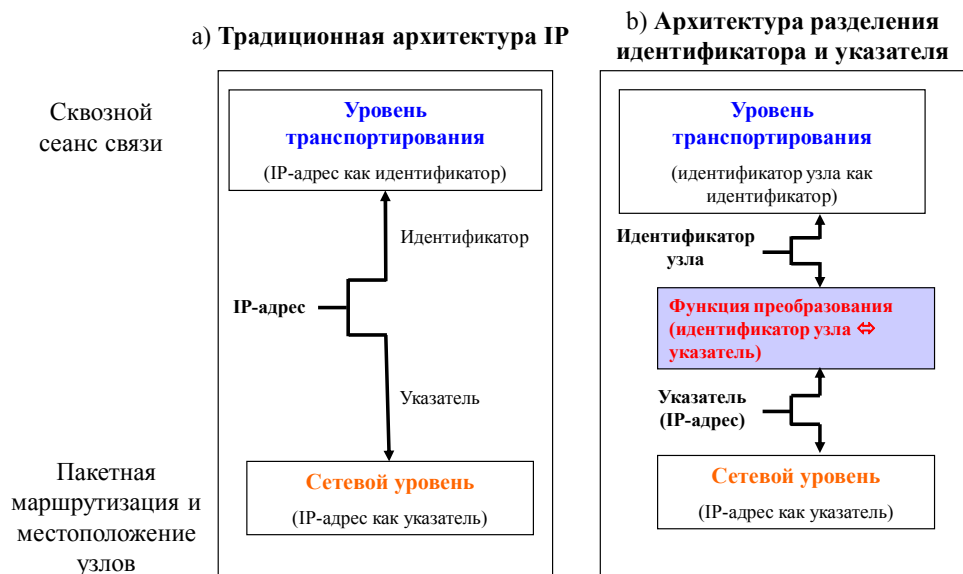 a) Традиционная архитектура IP
b) Архитектура разделения
идентификатора и указателя
Сквозной
сеанс связи
Уровень
транспортирования
(IP-адрес как идентификатор)
Идентификатор
IP-адрес
Указатель
Пакетная
маршрутизация и
местоположение
узлов
Сетевой уровень
(IP-адрес как указатель)
Уровень
транспортирования
(идентификатор узла как
идентификатор)
Идентификатор
узла
Функция преобразования
(идентификатор узла ⇔
указатель)
Указатель
(IP-адрес)
Сетевой уровень
(IP-адрес как указатель)